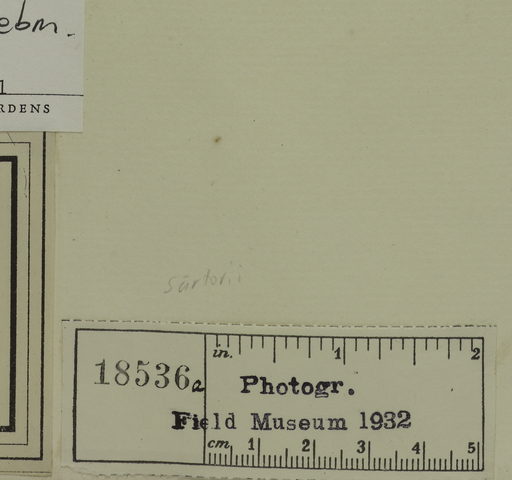 ebm.
1
RDENS
sartorii
in. 1 2
18536a
Photogr.
Field Museum 1932
cm. 1 2 3 4 5